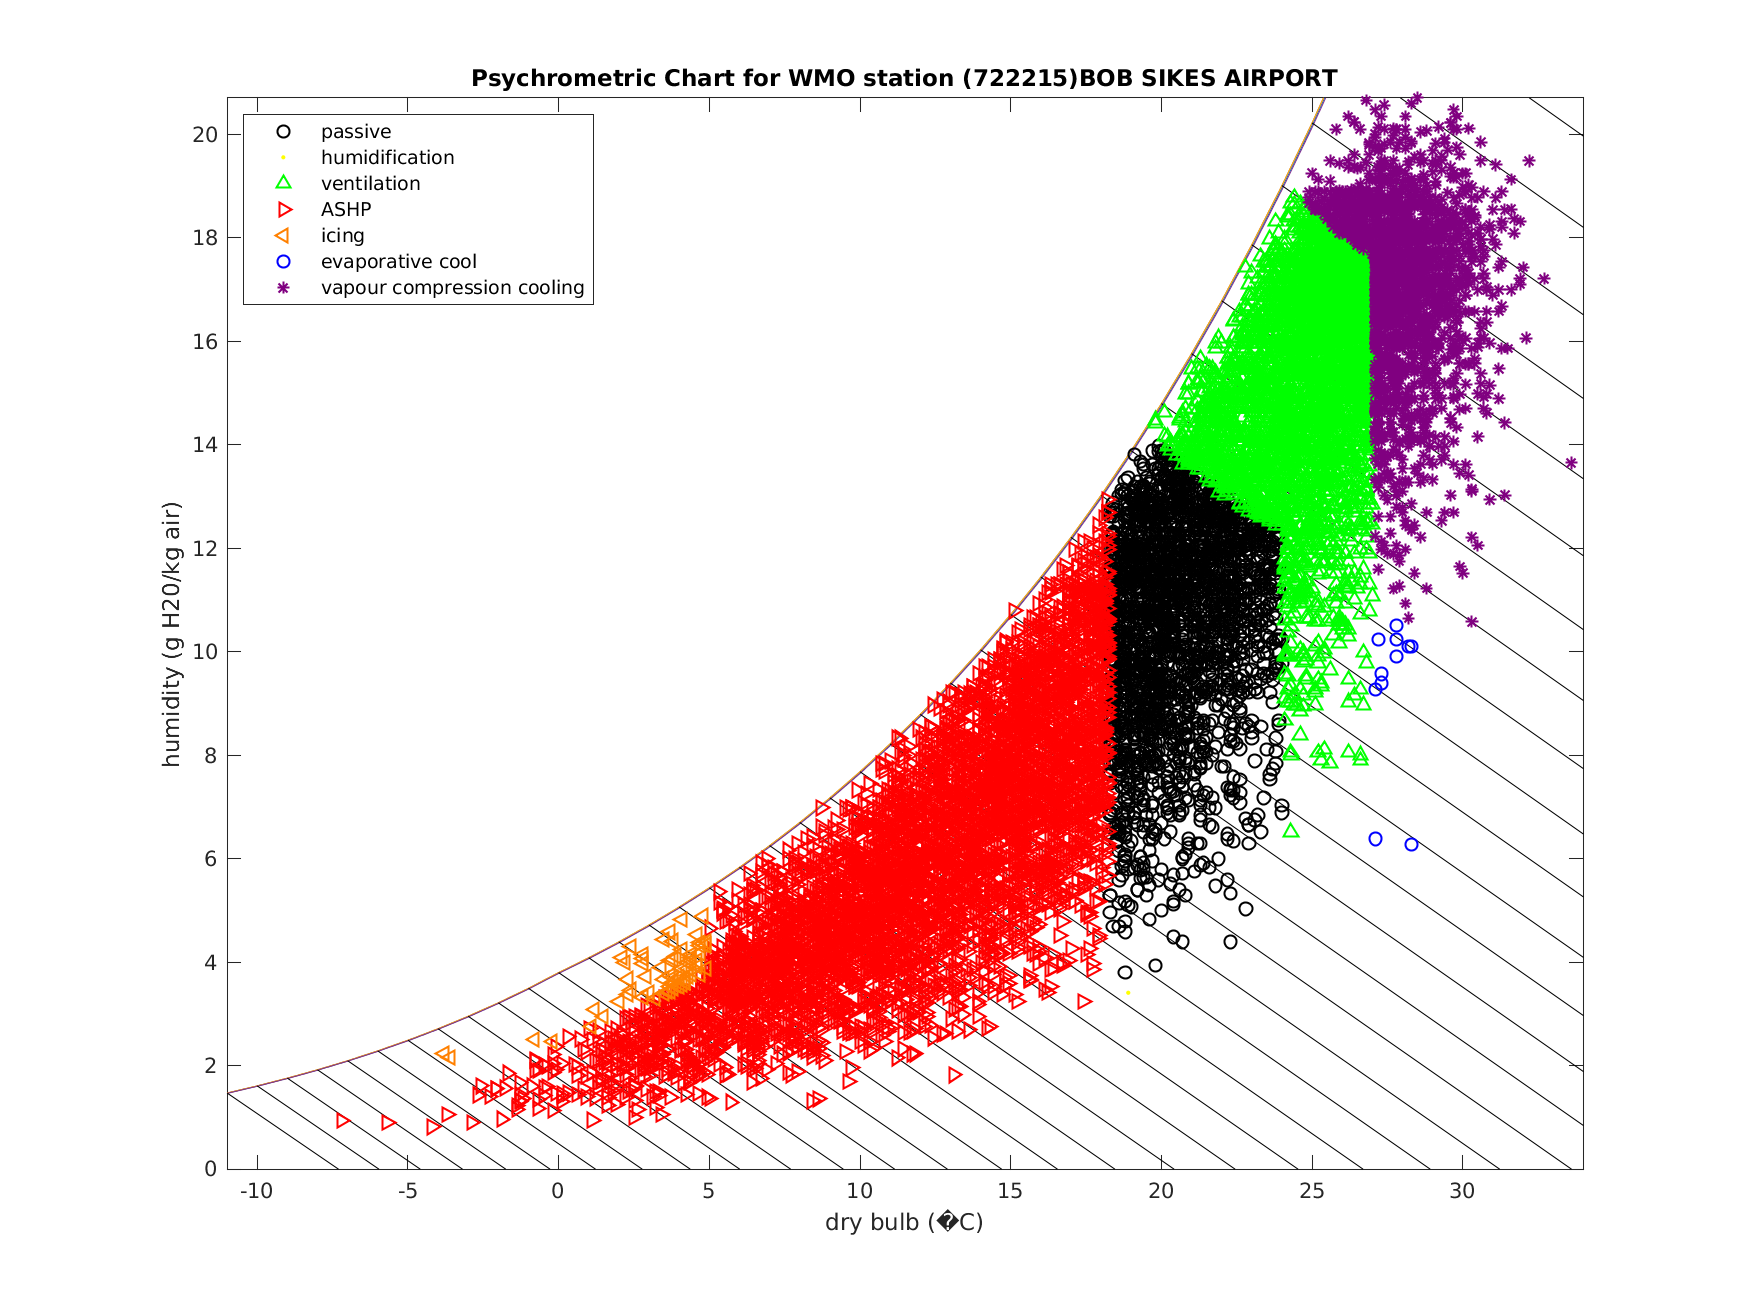 Psychrometric Chart for WMO station (722215)BOB SIKES AIRPORT
passive
humidification
ventilation
ASHP
icing
evaporative cool
vapour compression cooling
humidity (g H20/kg air)
20
18
16
14
12
10
8
6
4
2
0
-10 -5 0 5 10 15 20 25 30
dry bulb (�C)